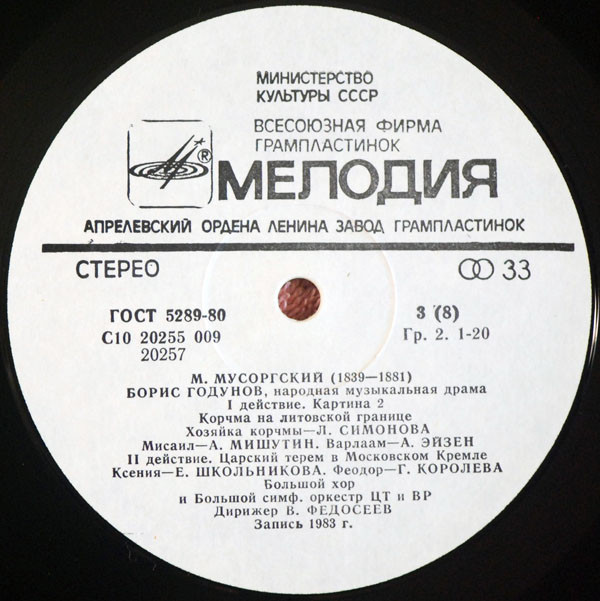 МИНИСТЕРСТВО
КУЛЬТУРЫ СССР
ВСЕСОЮЗНАЯ ФИРМА
ГРАМПЛАСТИНОК
® МЕЛОДИЯ
АПРЕЛЕВСКИЙ ОРДЕНА ЛЕНИНА ЗАВОД ГРАМПЛАСТИНОК
СТЕРЕО 33
ГОСТ 5289-80 3 (8)
С10 20255 009 Гр. 2. 1-20
20257
М. МУСОРГСКИЙ (1839—1881)
БОРИС ГОДУНОВ, народная музыкальная драма
I действие. Картина 2
Корчма на литовской границе
Хозяйка корчмы—Л. СИМОНОВА
Мисаил—А. МИШУТИН. Варлаам—А. ЭЙЗЕН
II действие. Царский терем в Московском Кремле
Ксения—Е. ШКОЛЬНИКОВА. Феодор—Г. КОРОЛЕВА
Большой хор
и Большой симф. оркестр ЦТ и ВР
Дирижер В. ФЕДОСЕЕВ
Запись 1983 г.